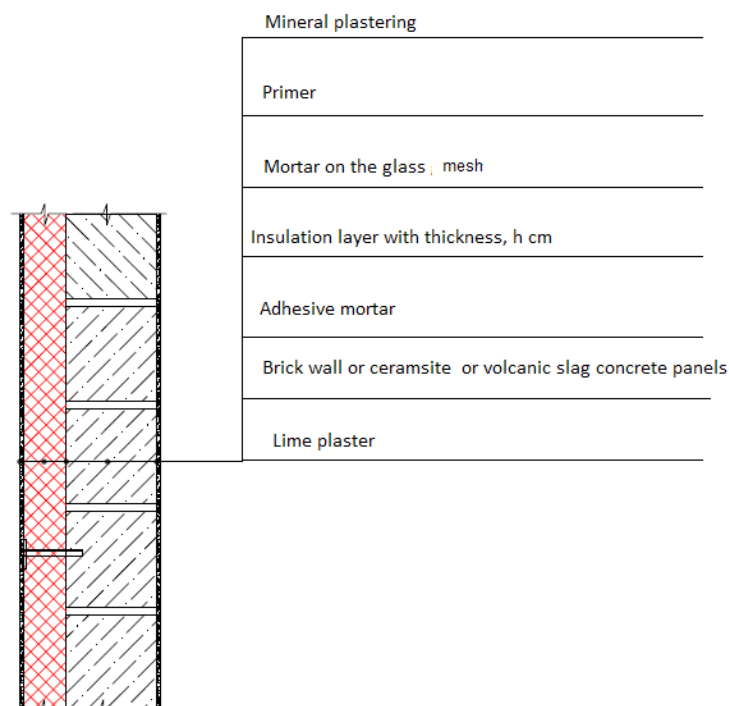 Mineral plastering
Primer
Mortar on the glass mesh
Insulation layer with thickness, h cm
Adhesive mortar
Brick wall or ceramsite or volcanic slag concrete panels
Lime plaster